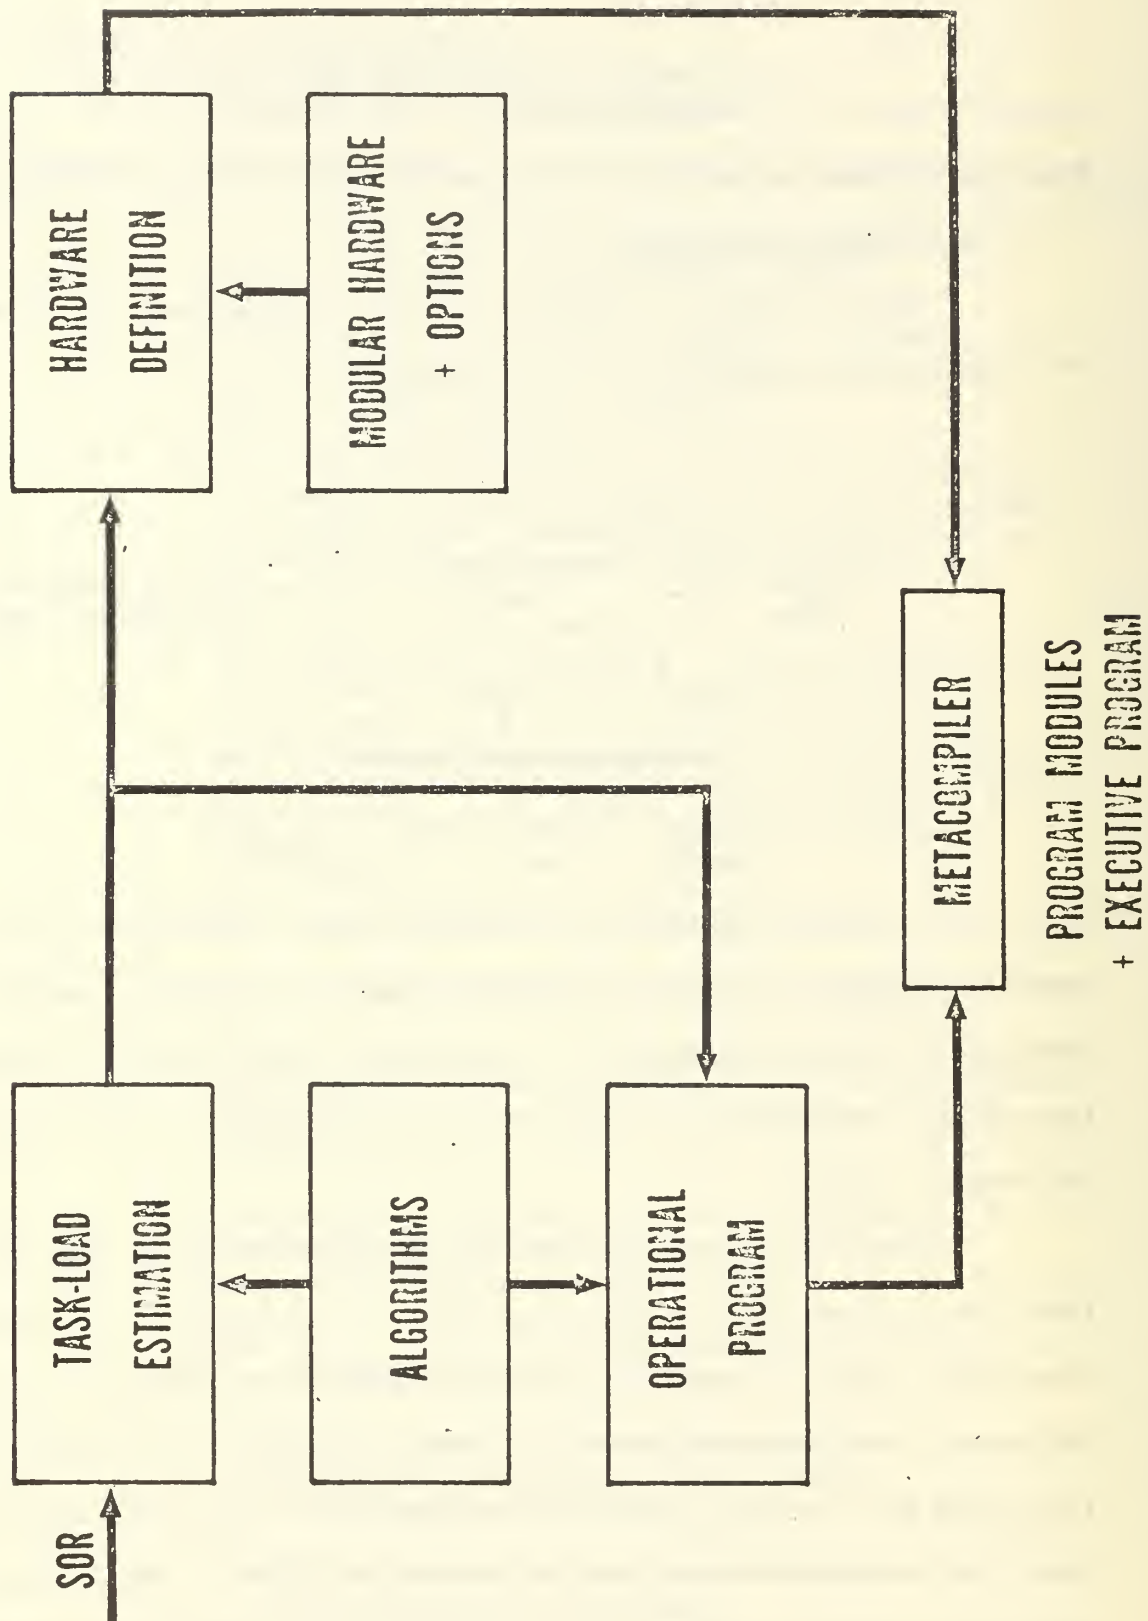 SOR
TASK-LOAD
ESTIMATION
ALGORITHMS
OPERATIONAL
PROGRAM
HARDWARE
DEFINITION
MODULAR HARDWARE
+ OPTIONS
METACOMPILER
PROGRAM MODULES
+ EXECUTIVE PROGRAM